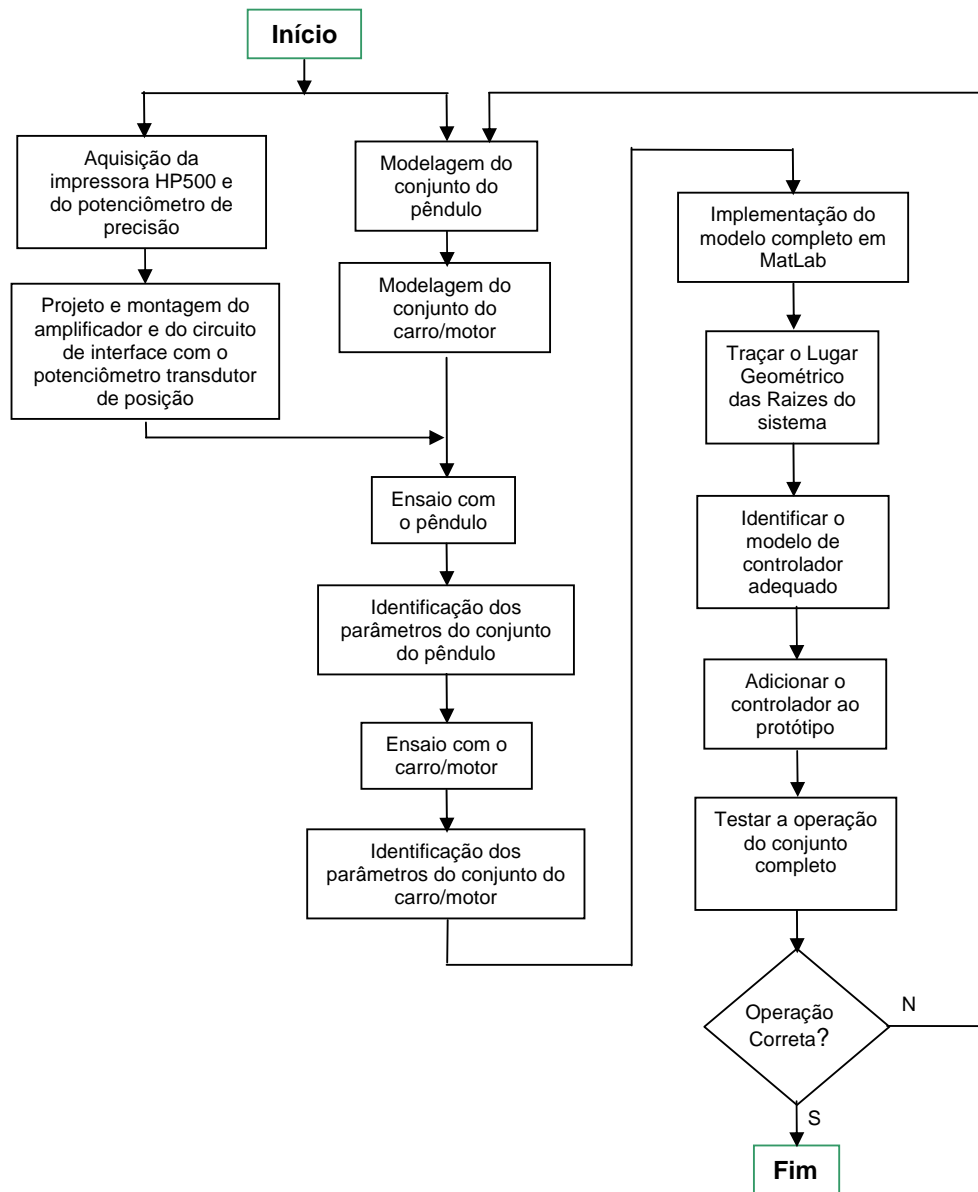 Início
Aquisição da
impressora HP500 e
do potenciômetro de
precisão
Projeto e montagem do
amplificador e do circuito
de interface com o
potenciômetro transdutor
de posição
Modelagem do
conjunto do
pêndulo
Modelagem do
conjunto do
carro/motor
Ensaio com
o pêndulo
Identificação dos
parâmetros do conjunto
do pêndulo
Ensaio com o
carro/motor
Identificação dos
parâmetros do conjunto do
carro/motor
Implementação do
modelo completo em
MatLab
Traçar o Lugar
Geométrico
das Raizes do
sistema
Identificar o
modelo de
controlador
adequado
Adicionar o
controlador ao
protótipo
Testar a operação
do conjunto
completo
Operação
Correta?
N
S
Fim